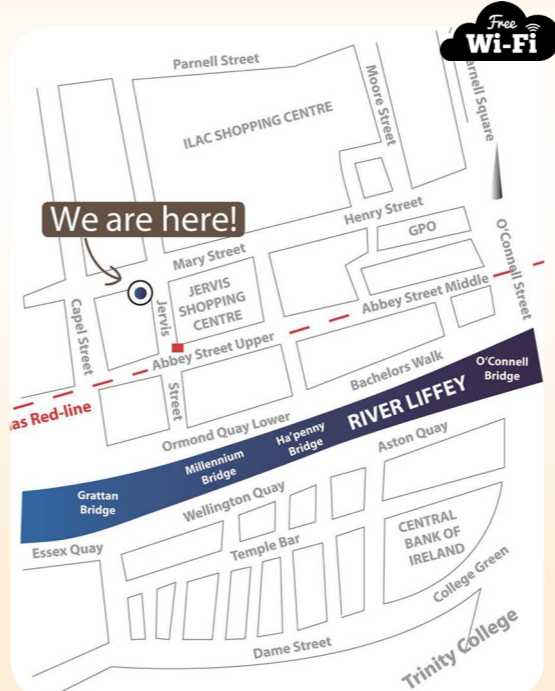 Free
Wi-Fi
Parnell Street
Moore Street
arnell Square
ILAC SHOPPING CENTRE
We are here!
Henry Street
GPO
O'Connell Street
Mary Street
JERVIS
SHOPPING
CENTRE
Capel Street
Jervis
Street
Abbey Street Middle
Abbey Street Upper
as Red-line
Bachelors Walk
O'Connell
Bridge
RIVER LIFFEY
Ormond Quay Lower
Ha'penny
Bridge
Millennium
Bridge
Grattan
Bridge
Aston Quay
Wellington Quay
Essex Quay
Temple Bar
CENTRAL
BANK OF
IRELAND
College Green
Dame Street
Trinity College